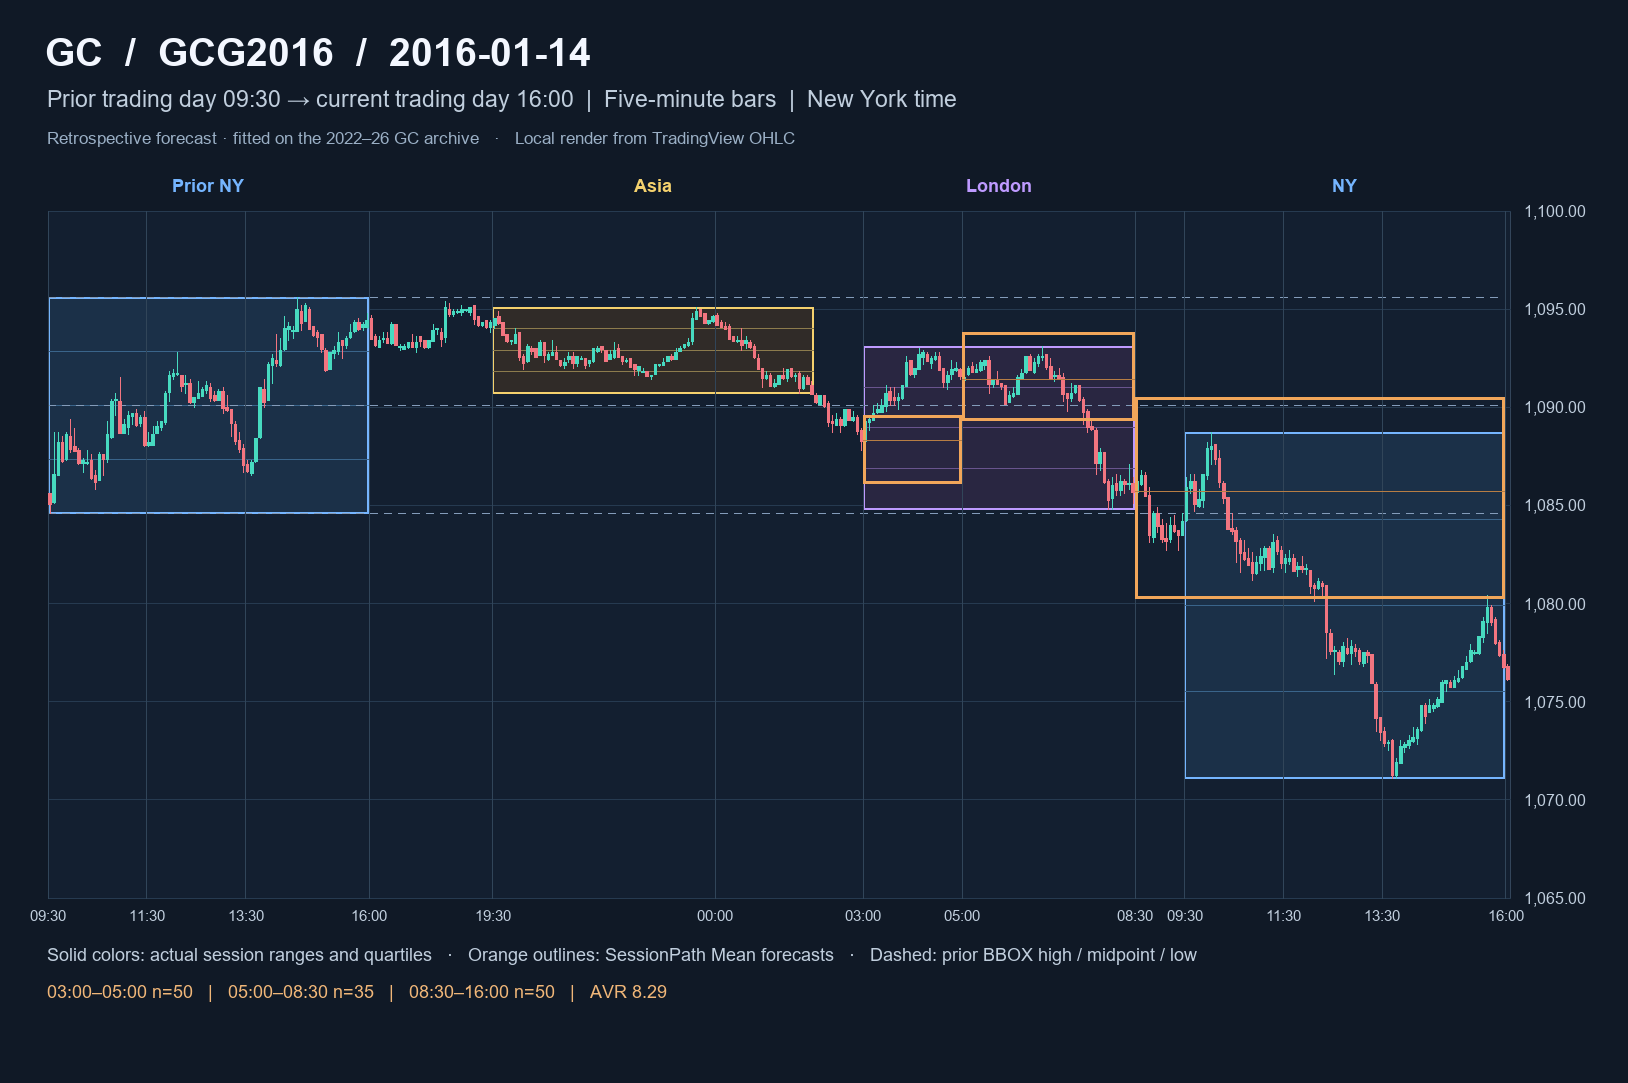 GC / GCG2016 / 2016-01-14
Prior trading day 09:30 → current trading day 16:00 | Five-minute bars | New York time
Retrospective forecast · fitted on the 2022–26 GC archive · Local render from TradingView OHLC
Prior NY Asia London NY
1,100.00
1,095.00
1,090.00
1,085.00
1,080.00
1,075.00
1,070.00
1,065.00
09:30 11:30 13:30 16:00 19:30 00:00 03:00 05:00 08:30 09:30 11:30 13:30 16:00
Solid colors: actual session ranges and quartiles · Orange outlines: SessionPath Mean forecasts · Dashed: prior BBOX high / midpoint / low
03:00–05:00 n=50 | 05:00–08:30 n=35 | 08:30–16:00 n=50 | AVR 8.29